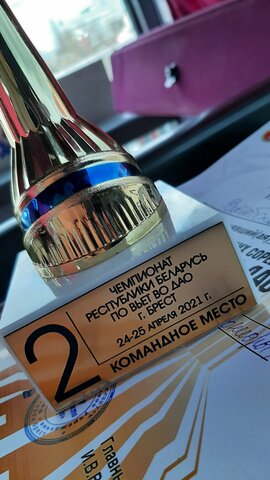 2
ЧЕМПИОНАТ
РЕСПУБЛИКИ БЕЛАРУСЬ
ПО ВЬЕТ ВО ДАО
Г. БРЕСТ
24-25 АПРЕЛЯ 2021 Г.
КОМАНДНОЕ МЕСТО